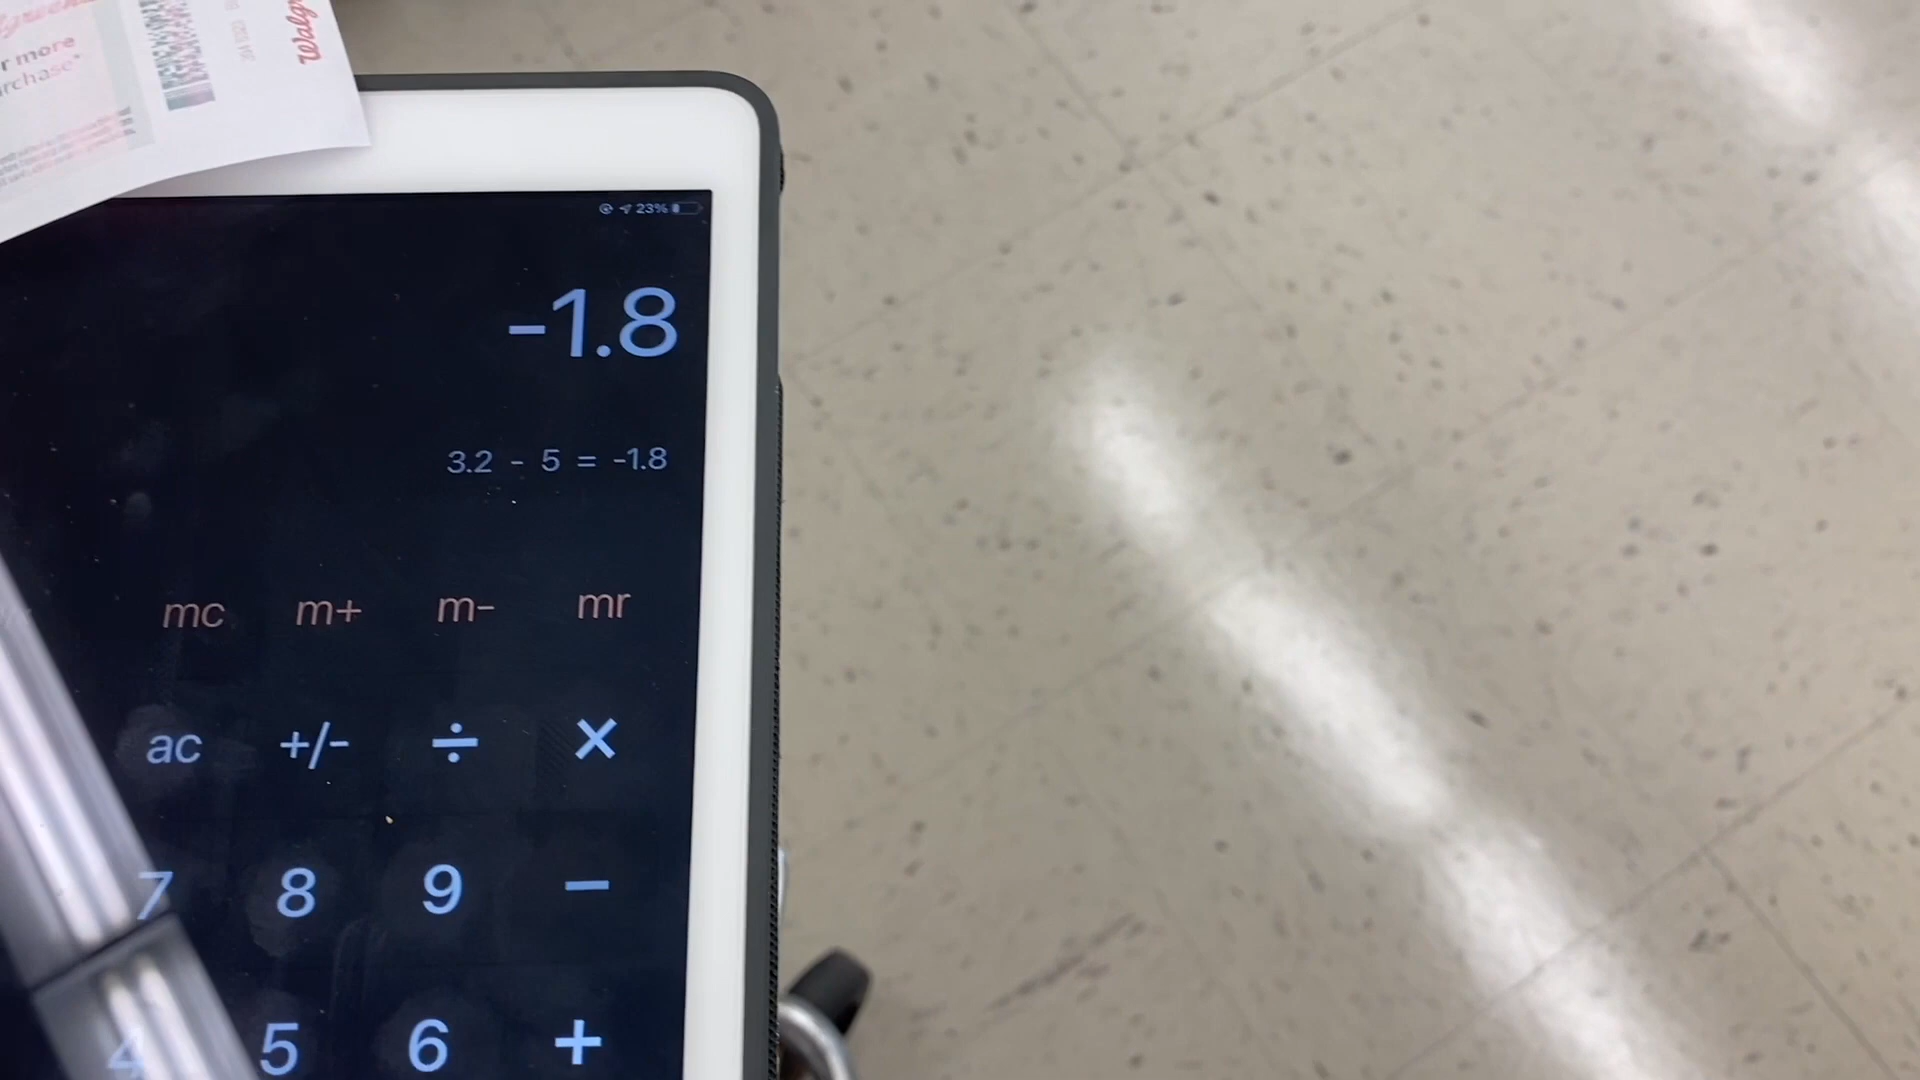 r more
rchase*
Walgr
23%
-1.8
3.2 - 5 = -1.8
mc m+ m- mr
ac +/- ÷ ×
7 8 9 −
4 5 6 +